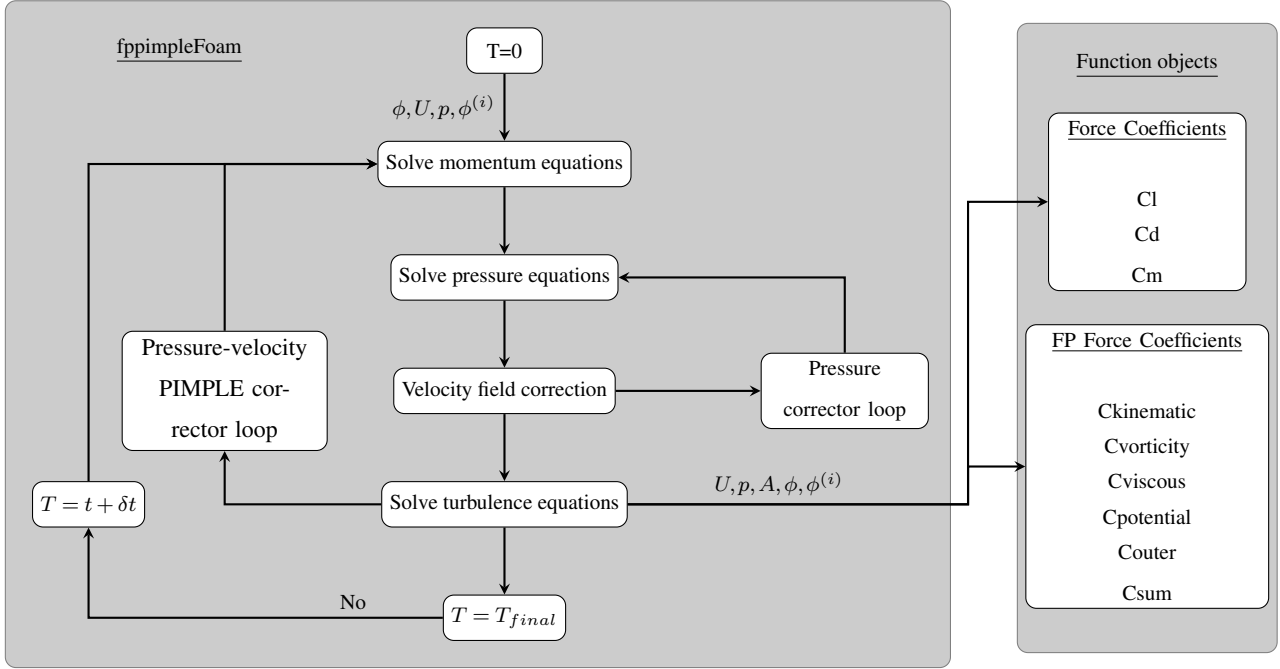 fppimpleFoam
T=0
ϕ, U, p, ϕ^(i)
Solve momentum equations
Solve pressure equations
Pressure-velocity
PIMPLE cor-
rector loop
Velocity field correction
Pressure
corrector loop
T = t + δt
Solve turbulence equations
U, p, A, ϕ, ϕ^(i)
No
T = T_final
Function objects
Force Coefficients
Cl
Cd
Cm
FP Force Coefficients
Ckinematic
Cvorticity
Cviscous
Cpotential
Couter
Csum